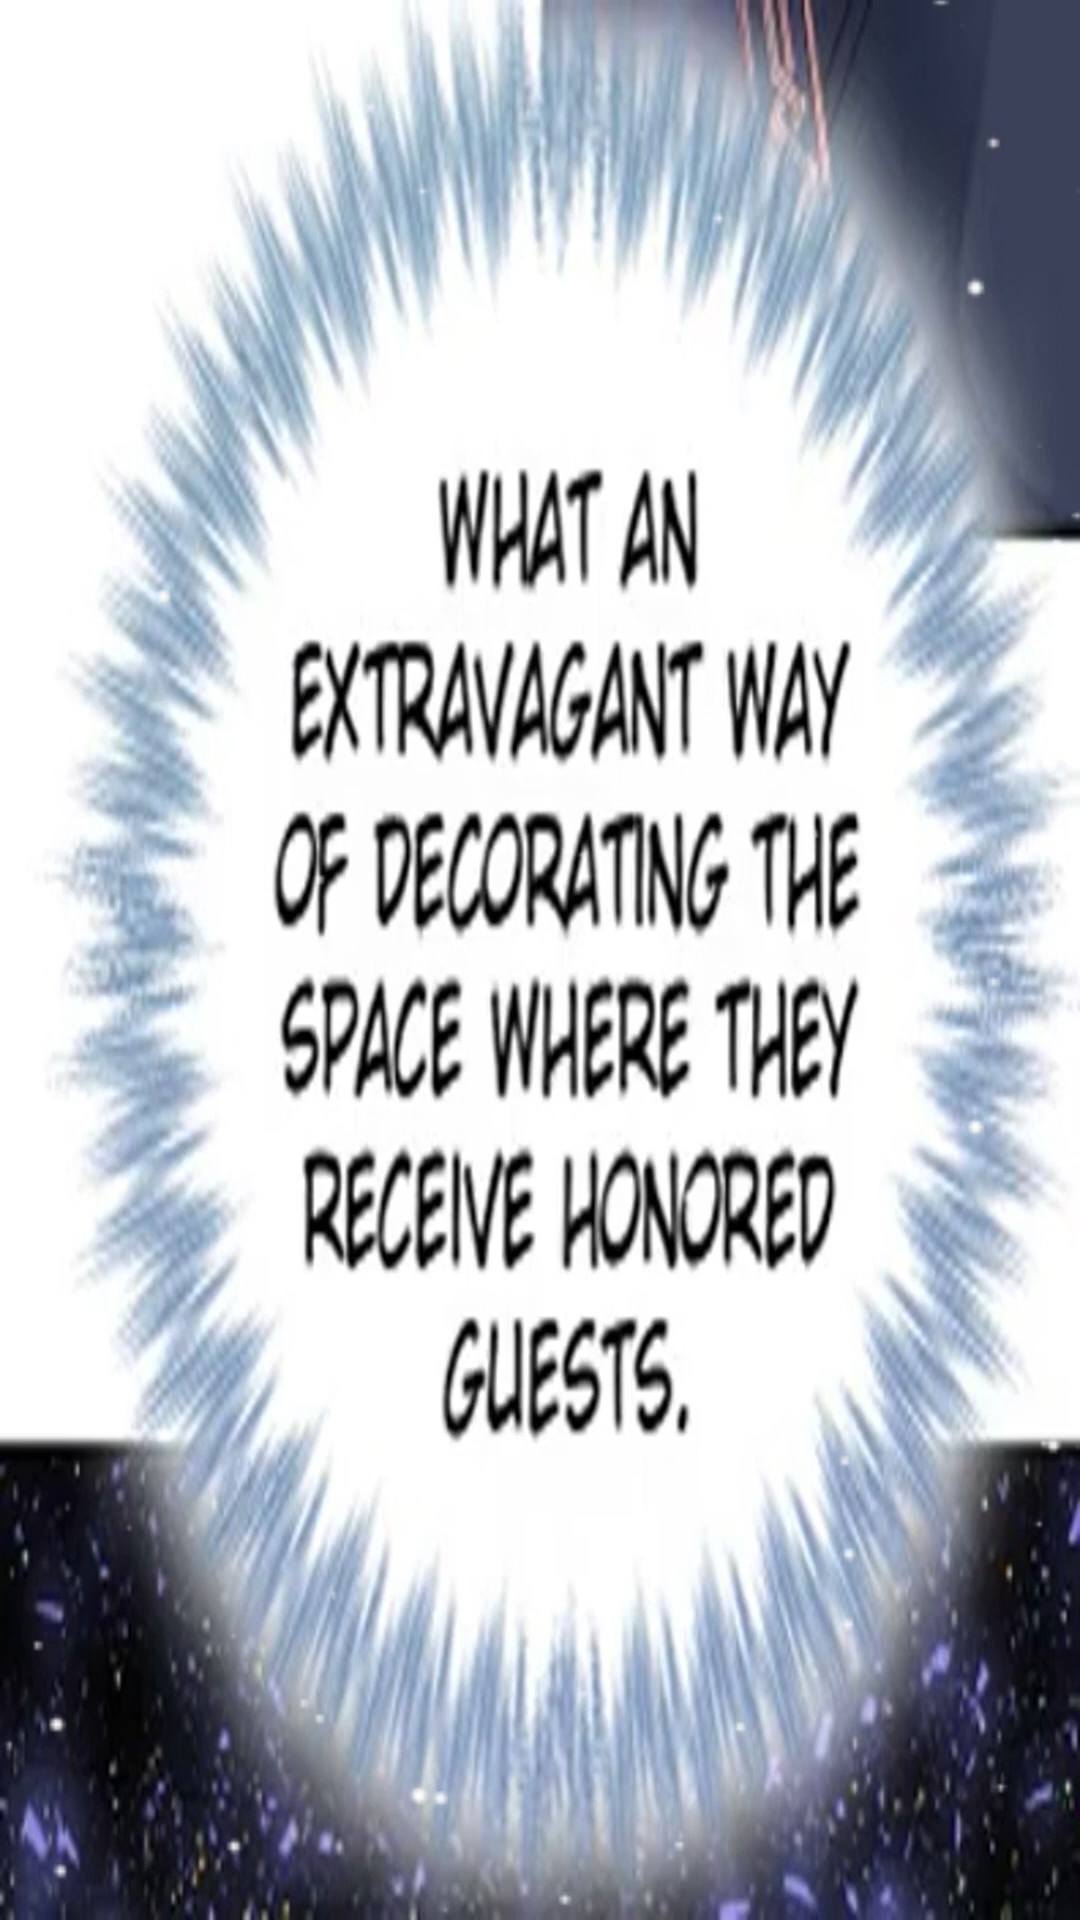 WHAT AN
EXTRAVAGANT WAY
OF DECORATING THE
SPACE WHERE THEY
RECEIVE HONORED
GUESTS.